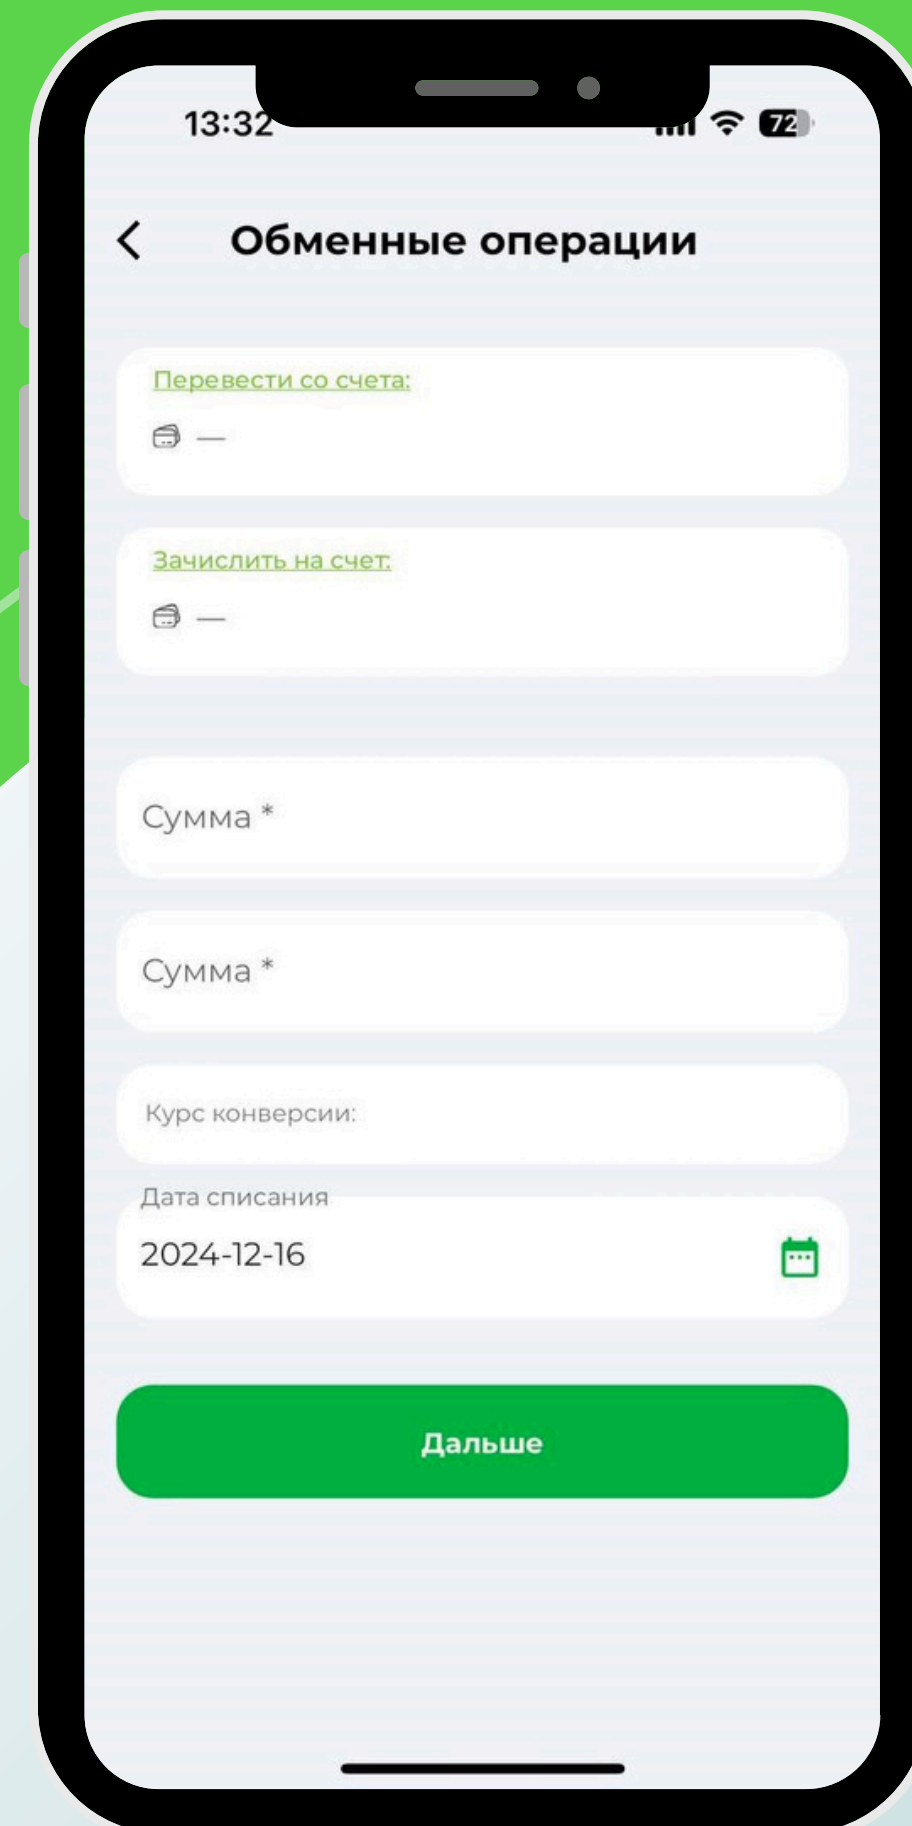 13:32
72
Обменные операции
Перевести со счета:
—
Зачислить на счет:
—
Сумма *
Сумма *
Курс конверсии:
Дата списания
2024-12-16
Дальше